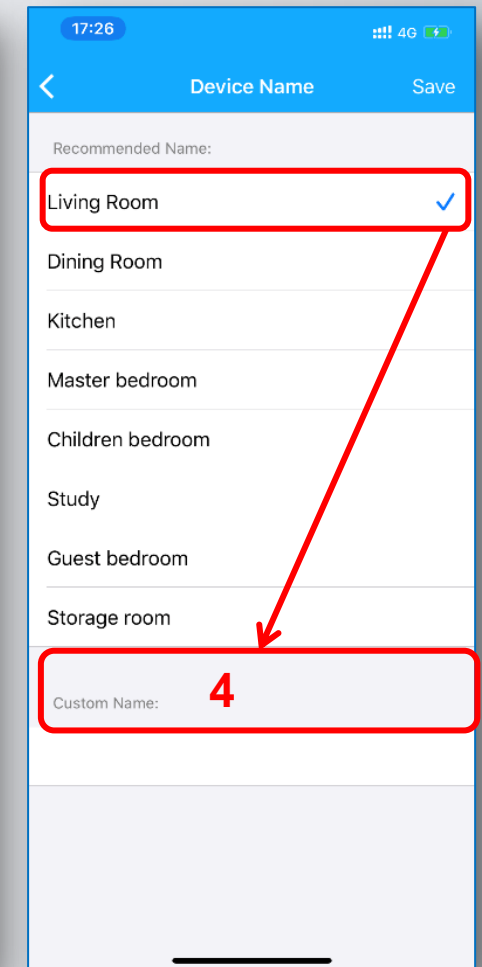 17:26 4G
Device Name Save
Recommended Name:
Living Room
Dining Room
Kitchen
Master bedroom
Children bedroom
Study
Guest bedroom
Storage room
4
Custom Name: